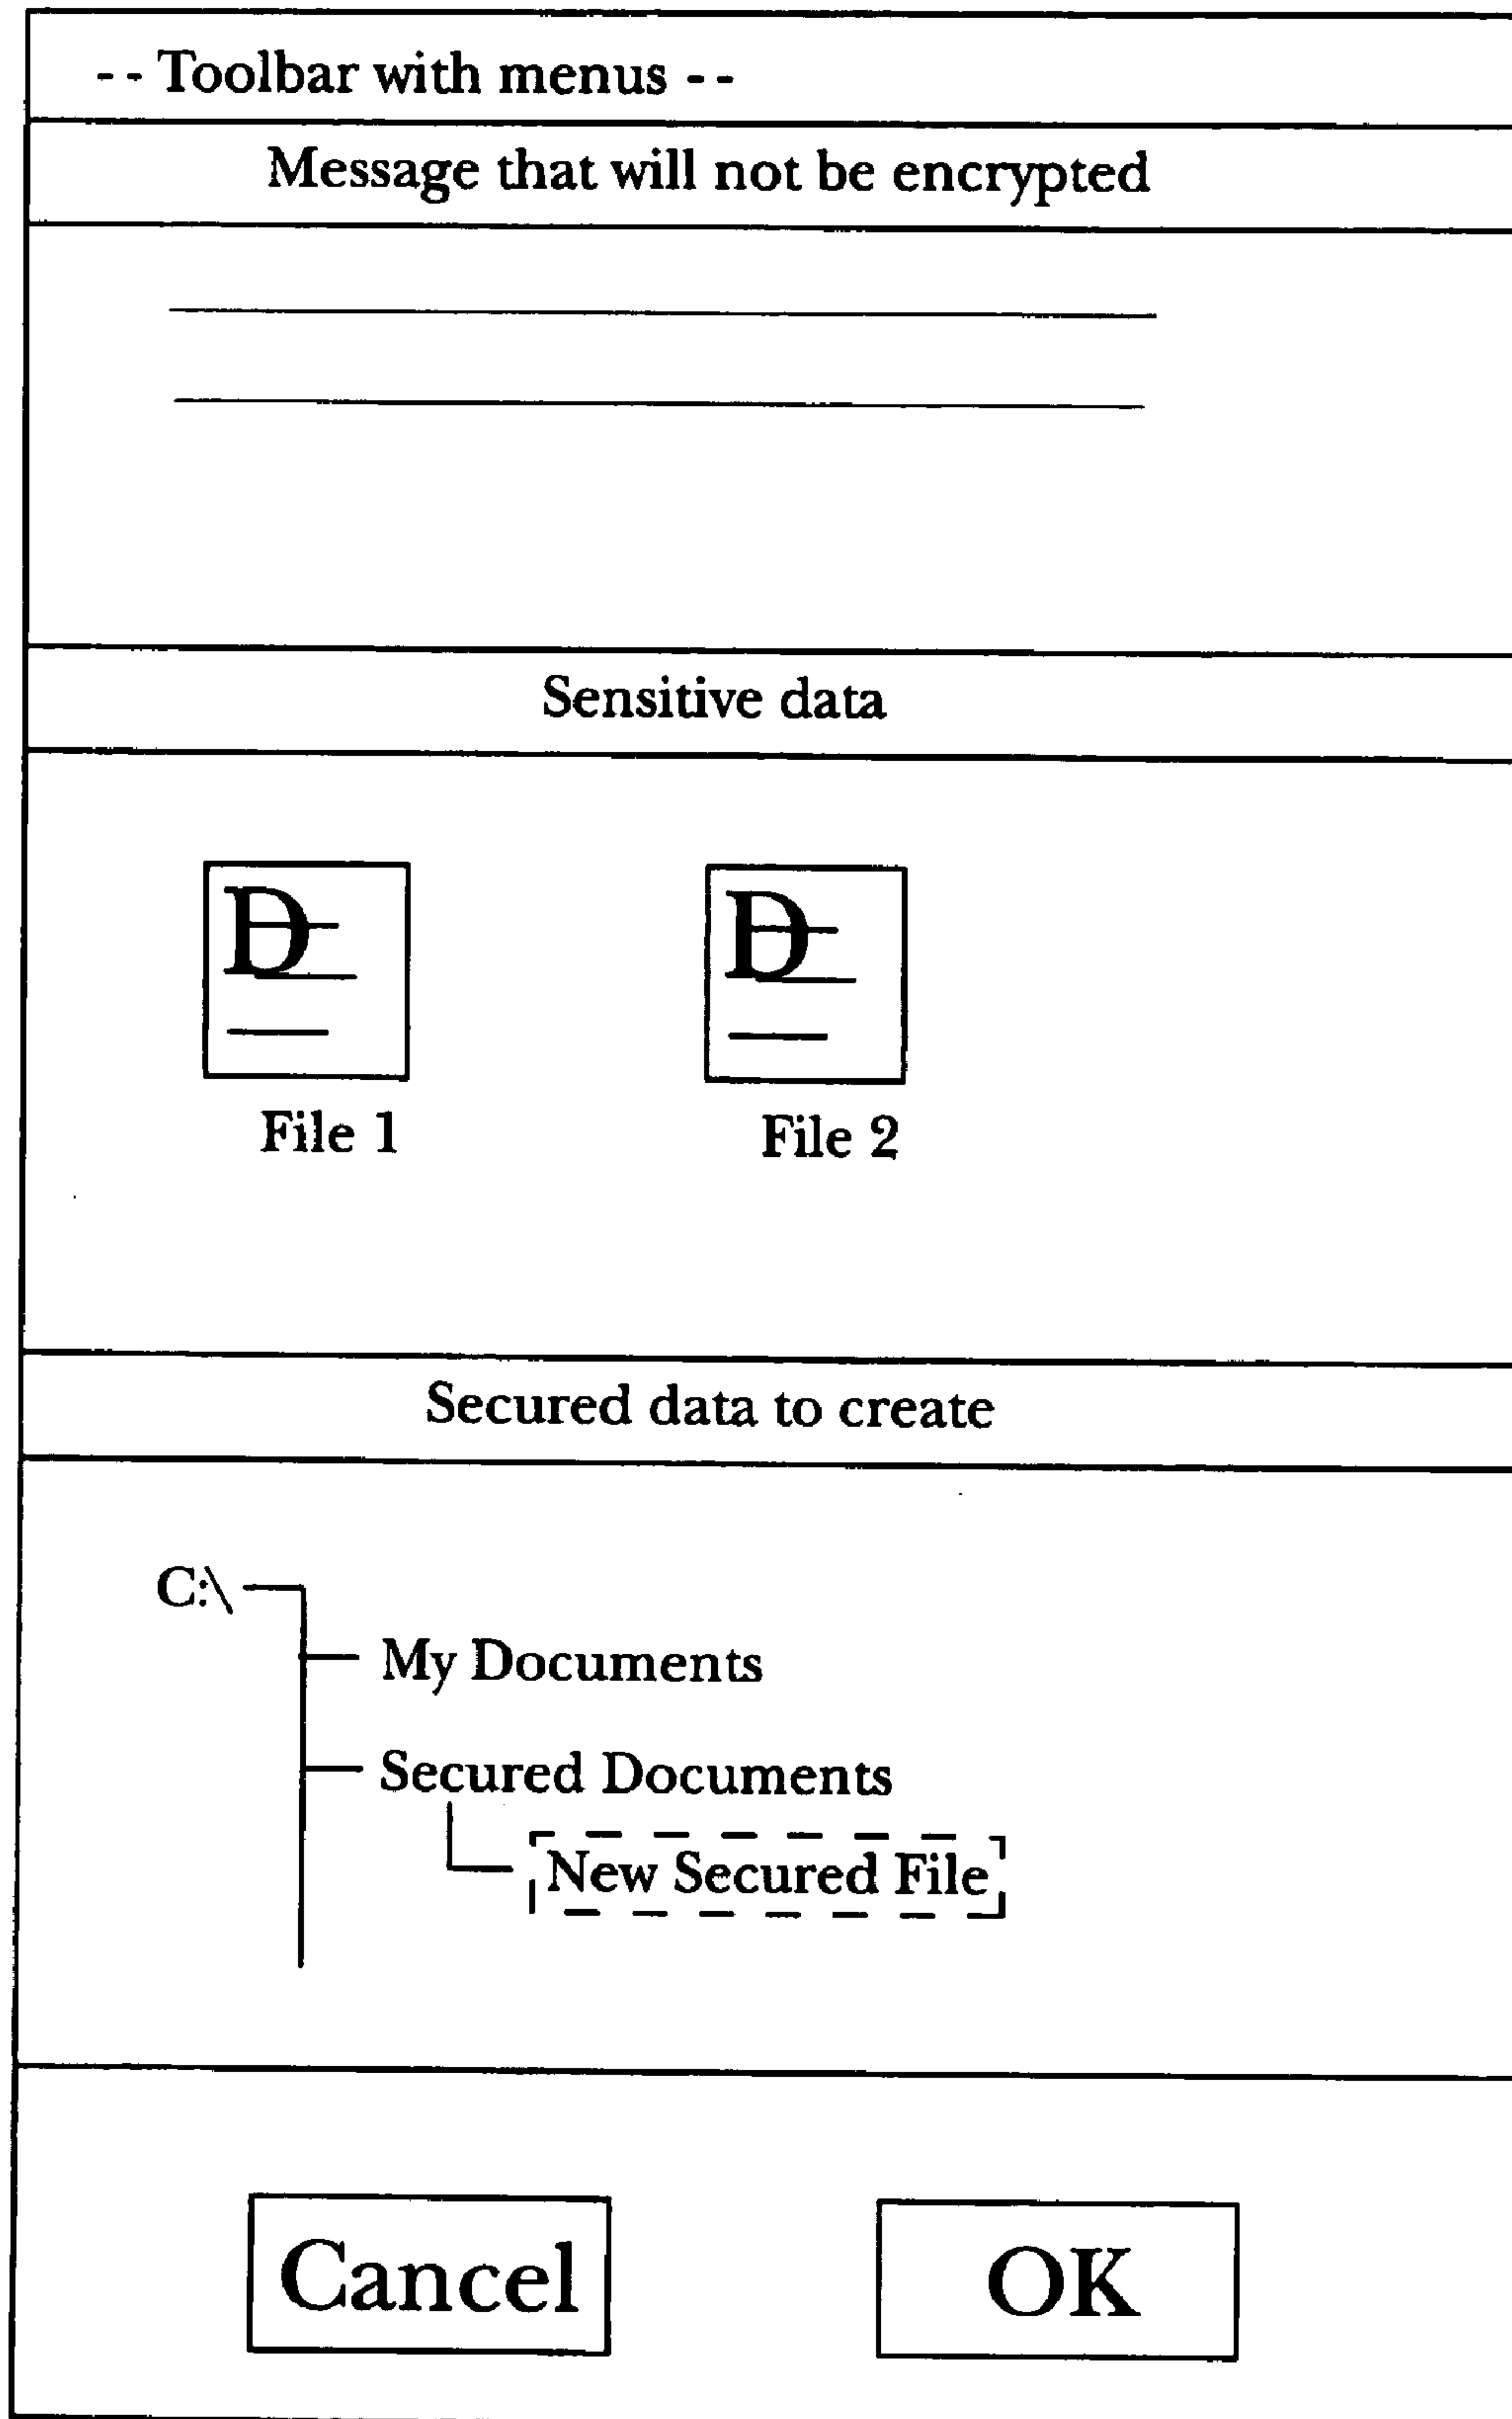 - - Toolbar with menus - -
Message that will not be encrypted
Sensitive data
D D
File 1 File 2
Secured data to create
C:\
My Documents
Secured Documents
New Secured File
Cancel OK